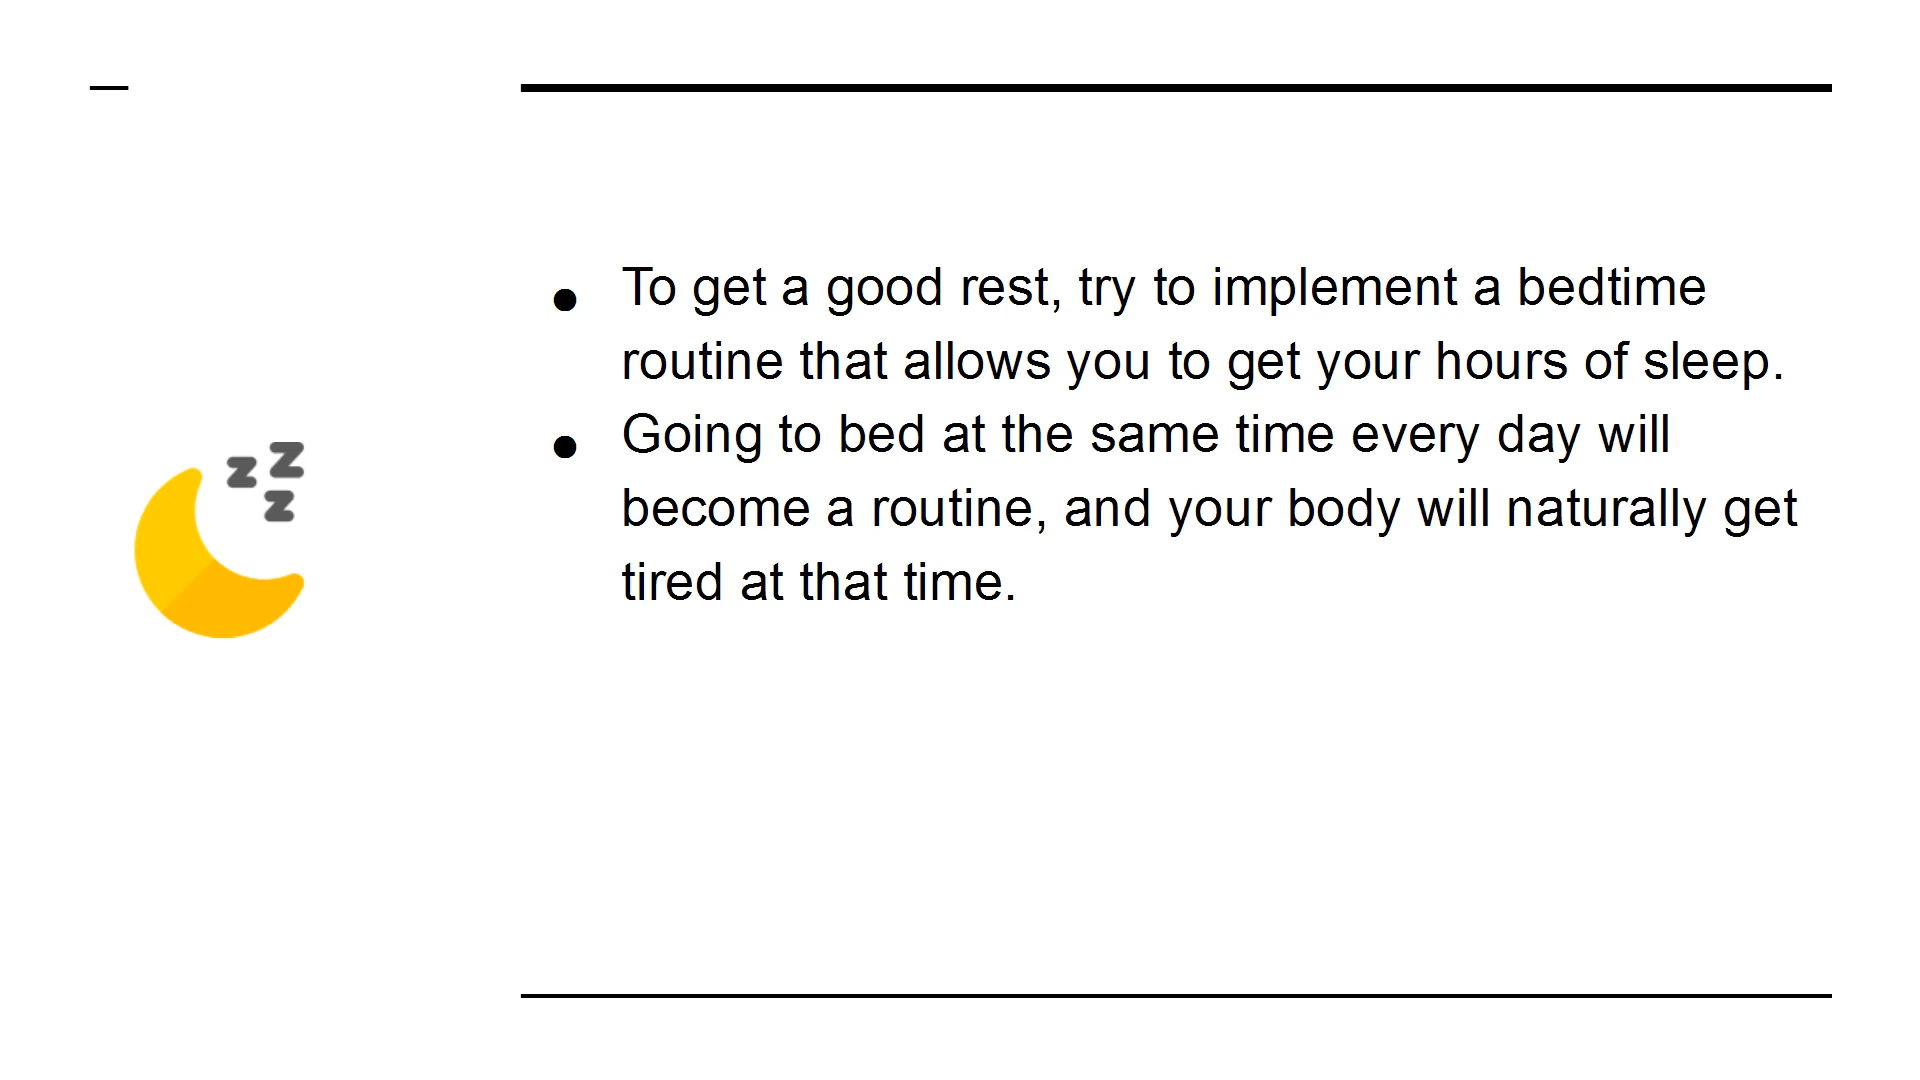 z z
z
● To get a good rest, try to implement a bedtime
routine that allows you to get your hours of sleep.
● Going to bed at the same time every day will
become a routine, and your body will naturally get
tired at that time.